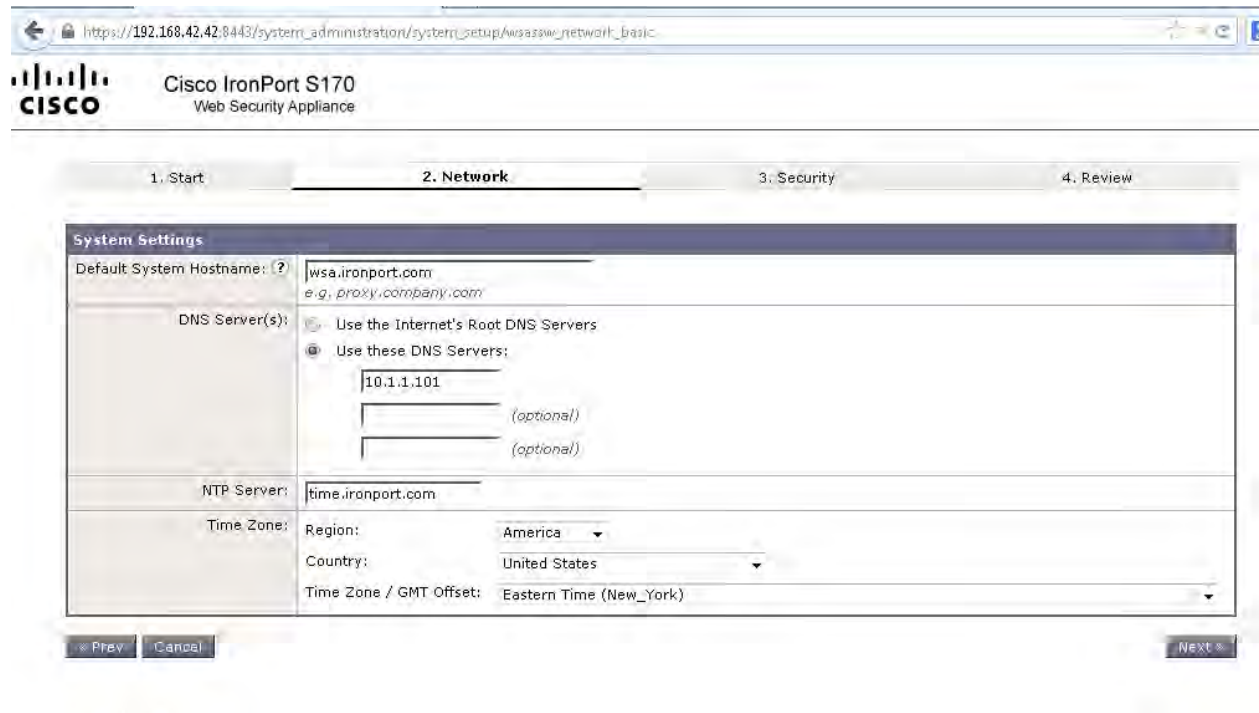 https://192.168.42.42:8443/system_administration/system_setup/wsassw_network_basic
CISCO
Cisco IronPort S170
Web Security Appliance
1. Start
2. Network
3. Security
4. Review
System Settings
Default System Hostname: (?) wsa.ironport.com
e.g. proxy.company.com
DNS Server(s): Use the Internet's Root DNS Servers
Use these DNS Servers:
10.1.1.101
(optional)
(optional)
NTP Server: time.ironport.com
Time Zone: Region: America
Country: United States
Time Zone / GMT Offset: Eastern Time (New_York)
« Prev Cancel Next »